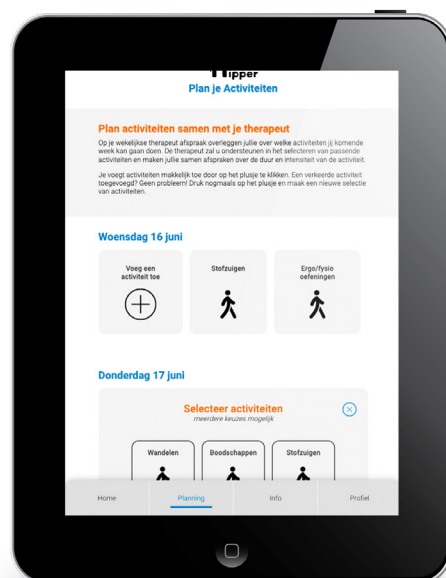 Hipper
Plan je Activiteiten
Plan activiteiten samen met je therapeut
Op je wekelijkse therapeut afspraak overleggen jullie over welke activiteiten jij komende
week kan gaan doen. De therapeut zal u ondersteunen in het selecteren van passende
activiteiten en maken jullie samen afspraken over de duur en intensiteit van de activiteit.
Je voegt activiteiten makkelijk toe door op het plusje te klikken. Een verkeerde activiteit
toegevoegd? Geen probleem! Druk nogmaals op het plusje en maak een nieuwe selectie
van activiteiten.
Woensdag 16 juni
Voeg een
activiteit toe
Stofzuigen
Ergo/fysio
oefeningen
Donderdag 17 juni
Selecteer activiteiten
meerdere keuzes mogelijk
Wandelen
Boodschappen
Stofzuigen
Home
Planning
Info
Profiel